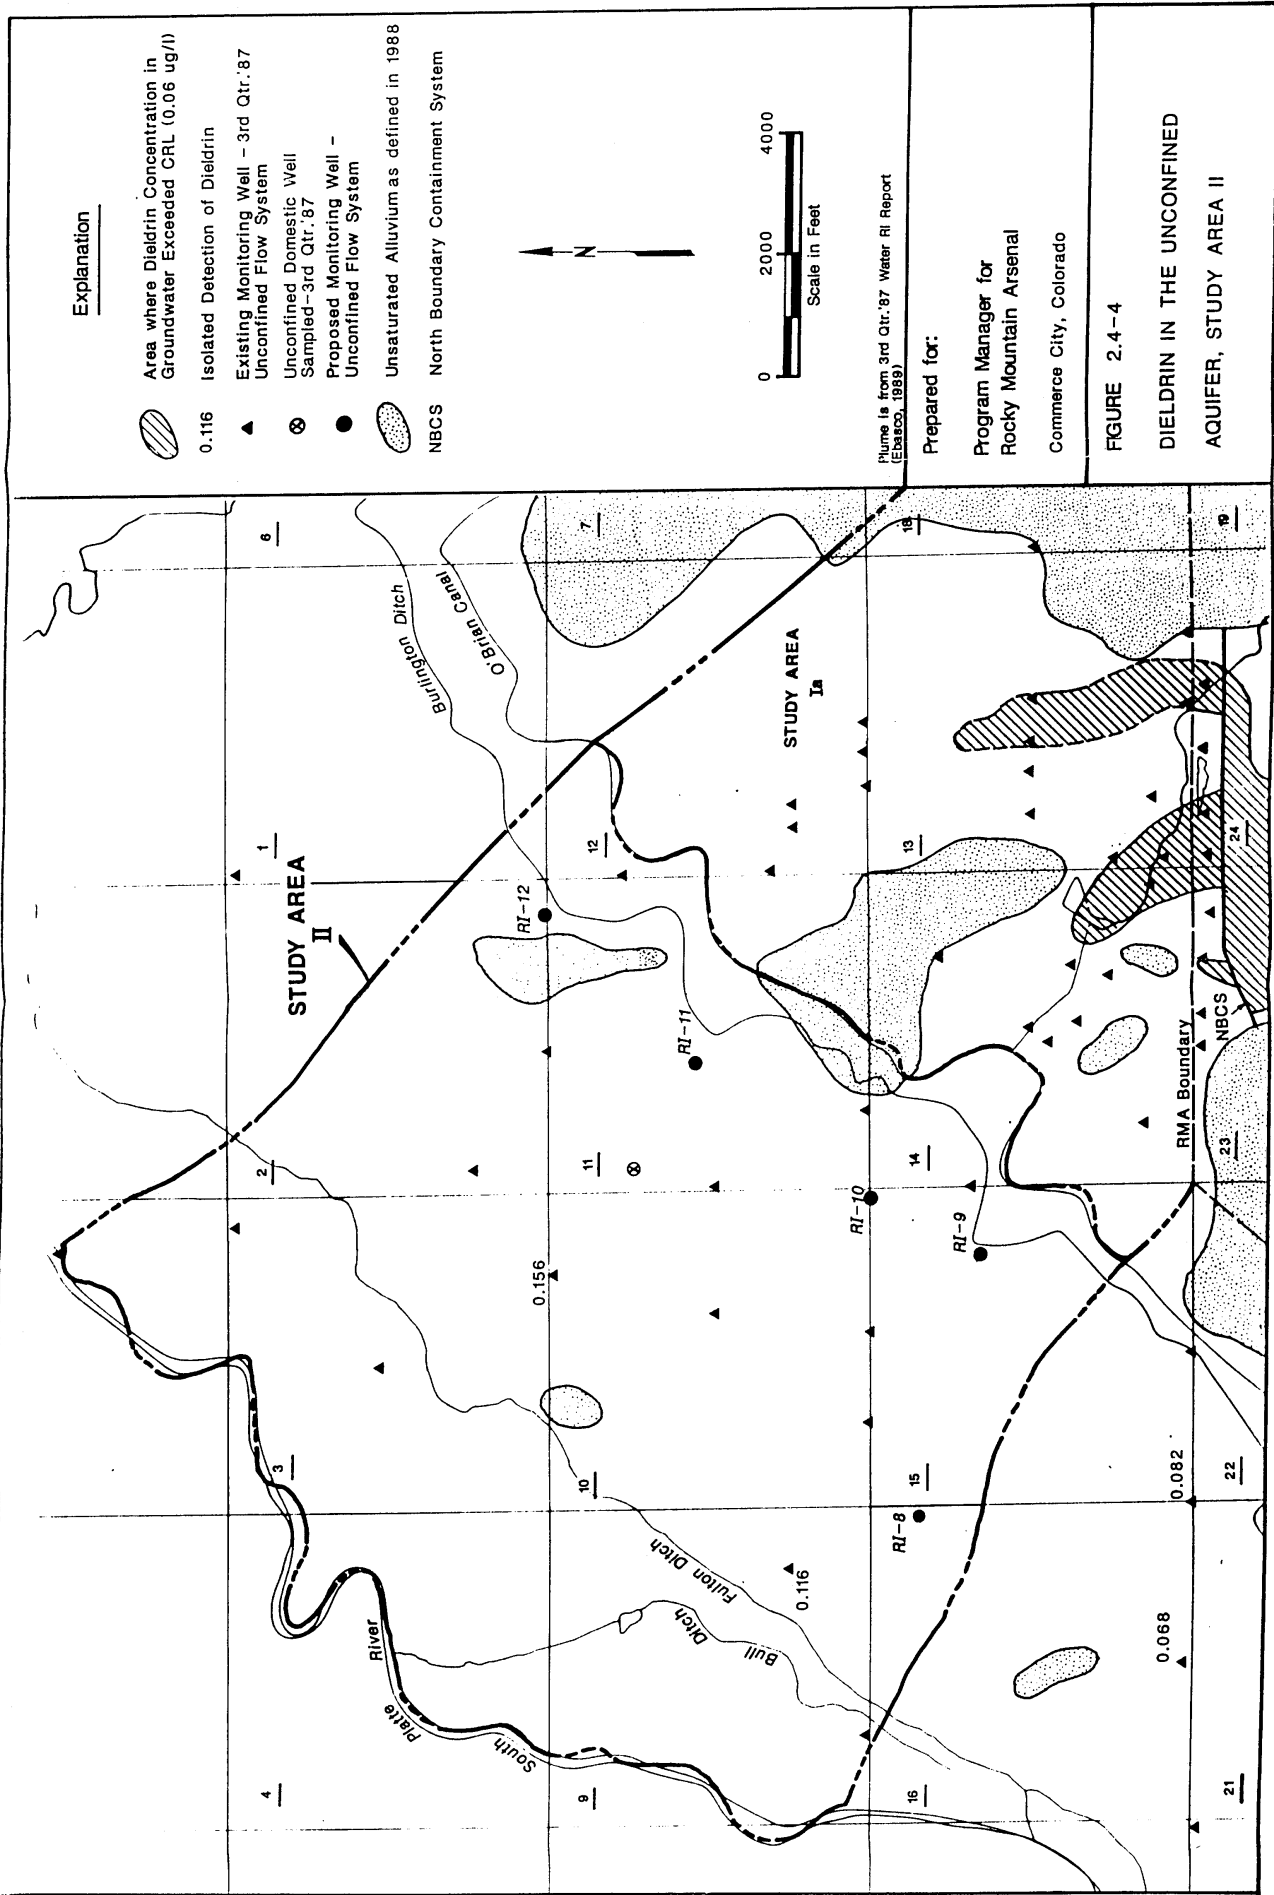 Explanation
Area where Dieldrin Concentration in
Groundwater Exceeded CRL (0.06 ug/l)
0.116
Isolated Detection of Dieldrin
Existing Monitoring Well - 3rd Qtr.'87
Unconfined Flow System
Unconfined Domestic Well
Sampled-3rd Qtr.'87
Proposed Monitoring Well -
Unconfined Flow System
Unsaturated Alluvium as defined in 1988
NBCS
North Boundary Containment System
N
0
2000
4000
Scale in Feet
Plume is from 3rd Qtr.'87 Water RI Report
(Ebasco, 1989)
Prepared for:
Program Manager for
Rocky Mountain Arsenal
Commerce City, Colorado
FIGURE 2.4-4
DIELDRIN IN THE UNCONFINED
AQUIFER, STUDY AREA II
4
3
2
1
6
STUDY AREA
II
River
Platte
South
Burlington Ditch
O'Brian Canal
0.156
RI-12
9
10
11
12
7
Fulton Ditch
Ditch
Bull
RI-11
STUDY AREA
Ia
0.116
RI-10
16
15
14
13
18
RI-8
RI-9
0.068
0.082
RMA Boundary
NBCS
21
22
23
24
19